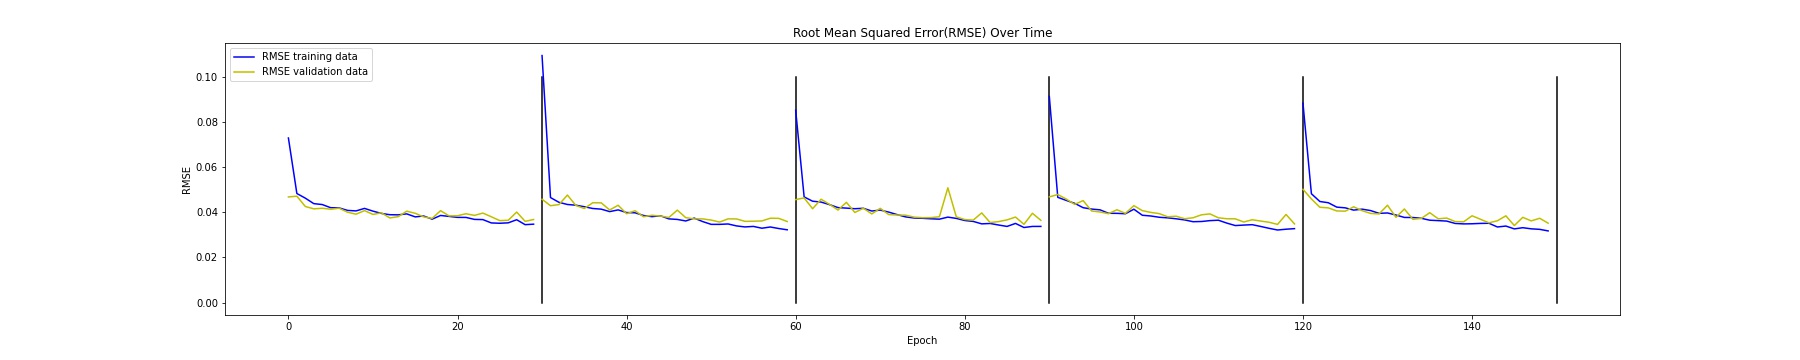 Root Mean Squared Error(RMSE) Over Time
RMSE training data
RMSE validation data
0.10
0.08
0.06
0.04
0.02
0.00
RMSE
0 20 40 60 80 100 120 140
Epoch